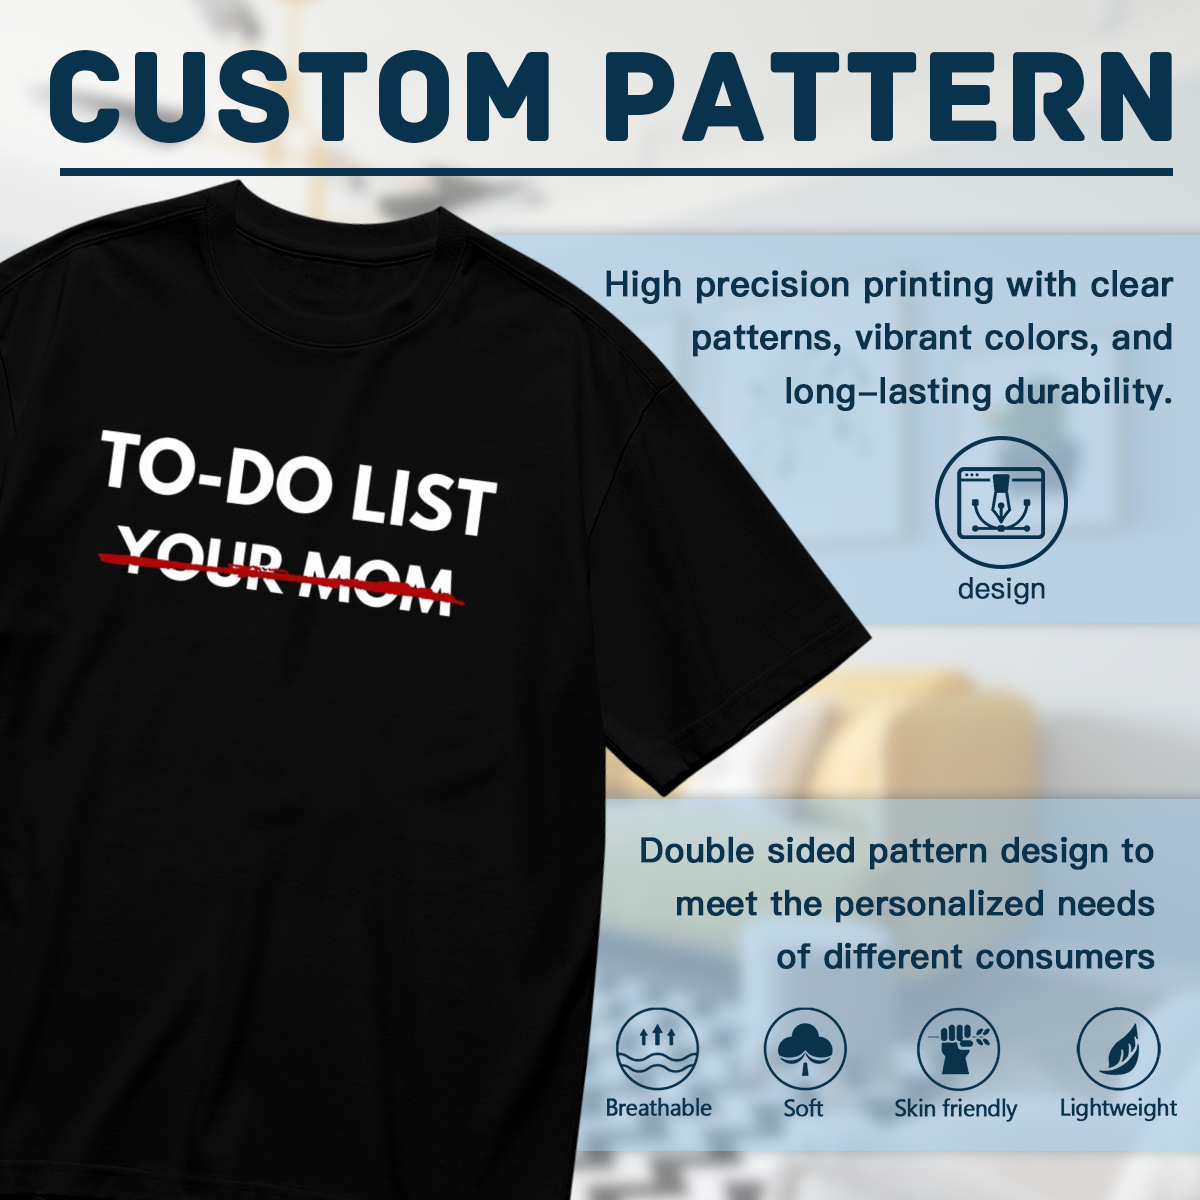 CUSTOM PATTERN
High precision printing with clear
patterns, vibrant colors, and
long-lasting durability.
design
TO-DO LIST
YOUR MOM
Double sided pattern design to
meet the personalized needs
of different consumers
Breathable
Soft
Skin friendly
Lightweight